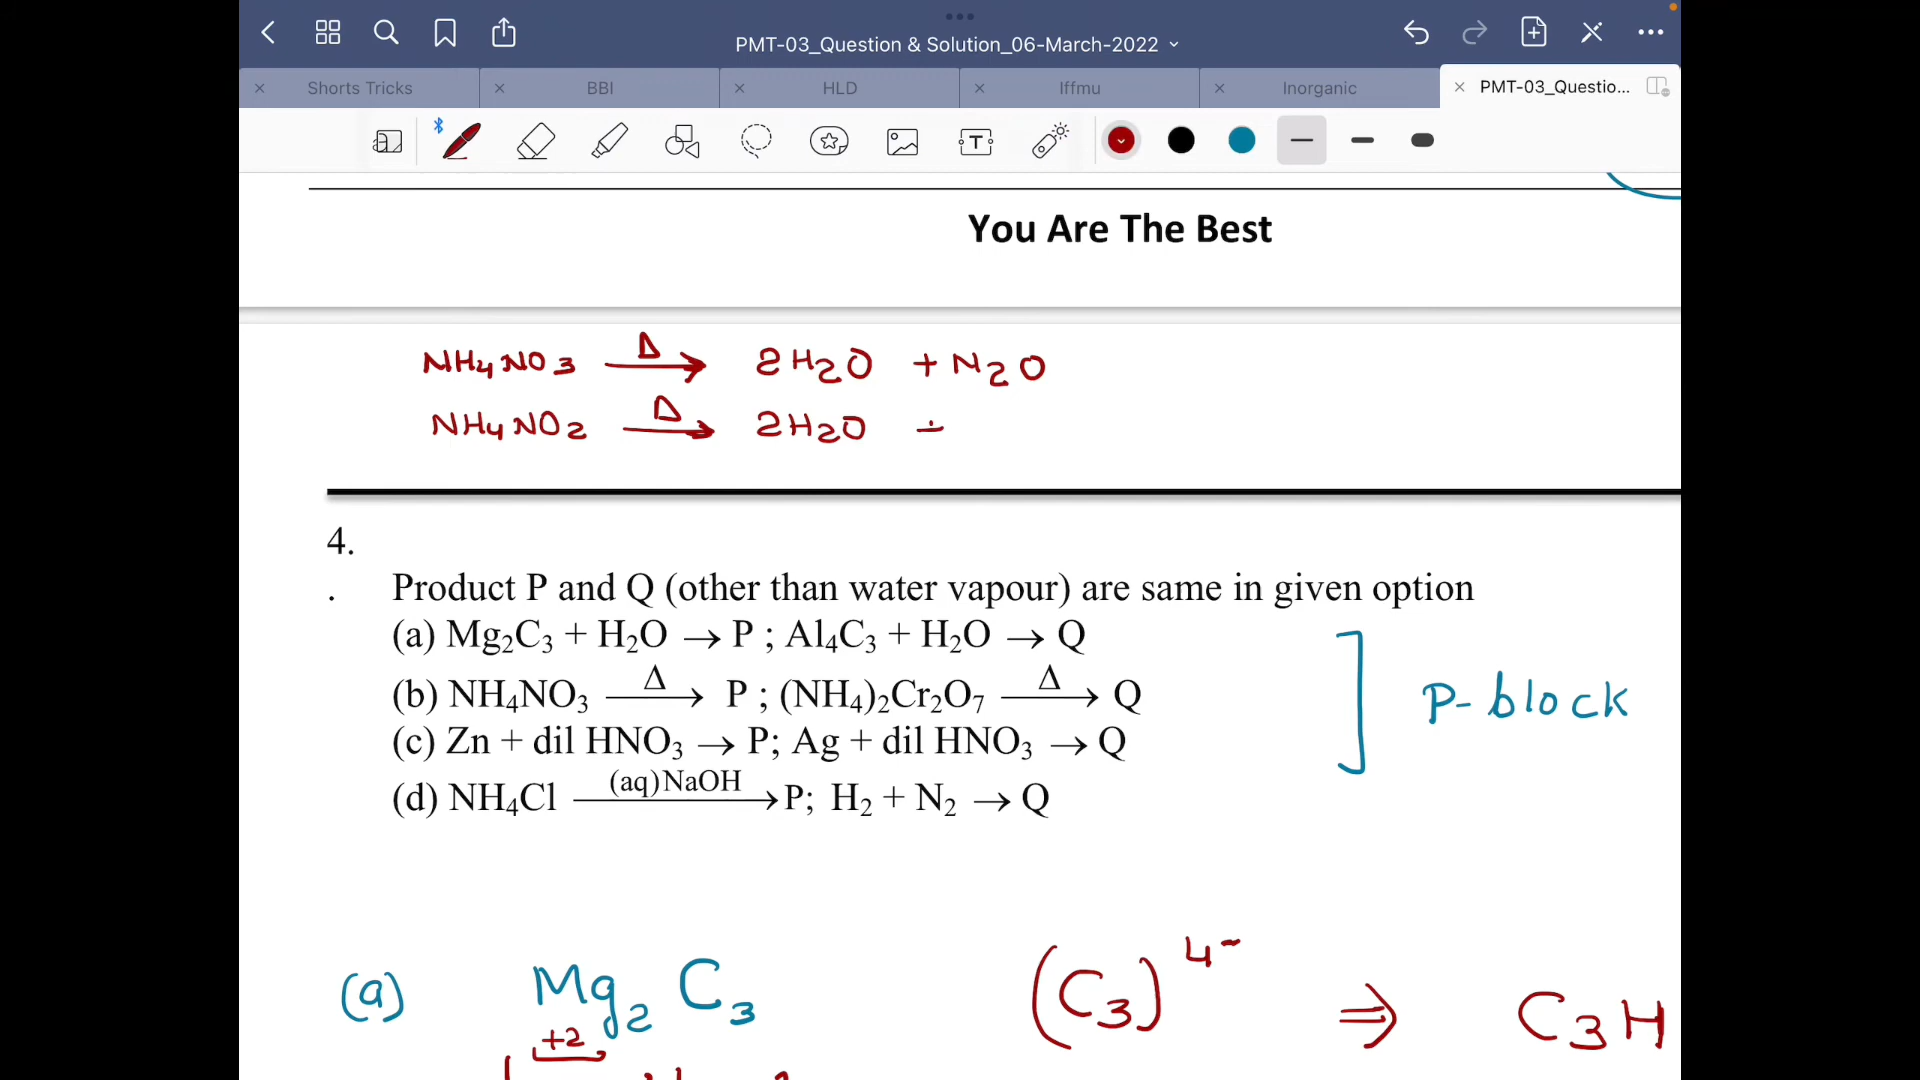 PMT-03_Question & Solution_06-March-2022
Shorts Tricks
BBI
HLD
Iffmu
Inorganic
PMT-03_Questio...
You Are The Best
NH4NO3 Δ→ 2H2O + N2O
NH4NO2 Δ→ 2H2O +
4.
. Product P and Q (other than water vapour) are same in given option
(a) Mg₂C₃ + H₂O → P ; Al₄C₃ + H₂O → Q
(b) NH₄NO₃ Δ→ P ; (NH₄)₂Cr₂O₇ Δ→ Q
(c) Zn + dil HNO₃ → P; Ag + dil HNO₃ → Q
(d) NH₄Cl (aq)NaOH→ P; H₂ + N₂ → Q
P-block
(a) Mg₂C₃ (C₃)⁴⁻ ⇒ C₃H
+2